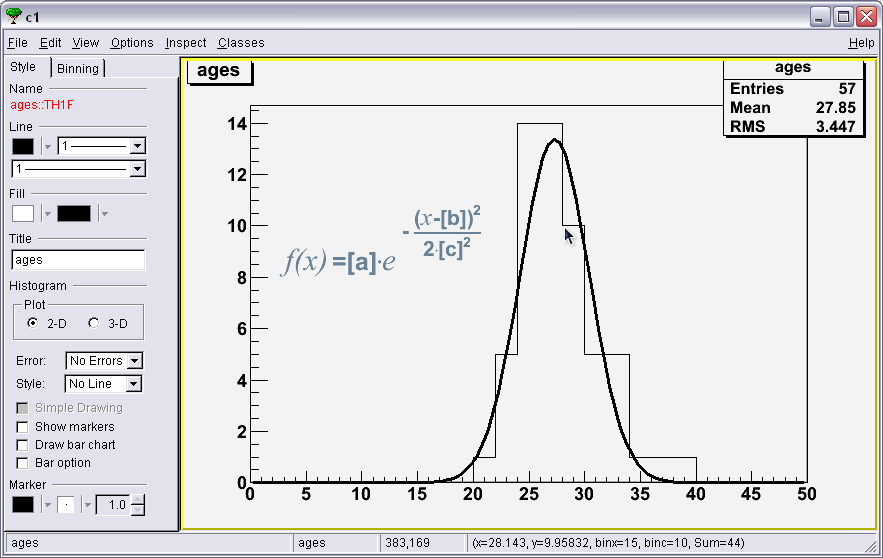 c1
File Edit View Options Inspect Classes Help
Style Binning
Name
ages::TH1F
Line
1
1
Fill
Title
ages
Histogram
Plot
2-D 3-D
Error: No Errors
Style: No Line
Simple Drawing
Show markers
Draw bar chart
Bar option
Marker
1.0
ages
ages
Entries 57
Mean 27.85
RMS 3.447
14
12
10
8
6
4
2
0
0 5 10 15 20 25 30 35 40 45 50
f(x)=[a]·e
-(x-[b])²
2·[c]²
ages ages 383,169 (x=28.143, y=9.95832, binx=15, binc=10, Sum=44)